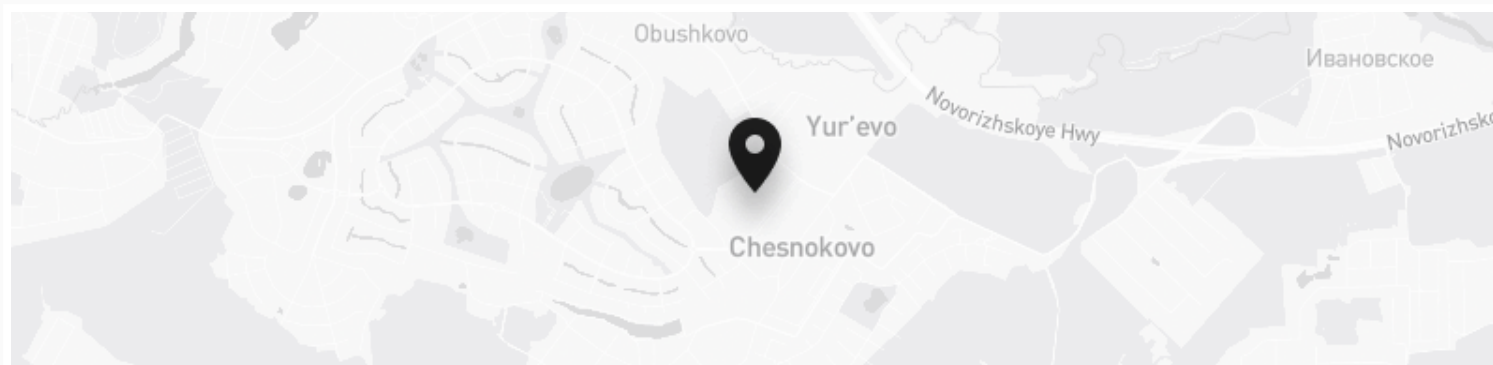 Obushkovo
Ивановское
Novorizhskoye Hwy
Yur'evo
Novorizhsko
Chesnokovo